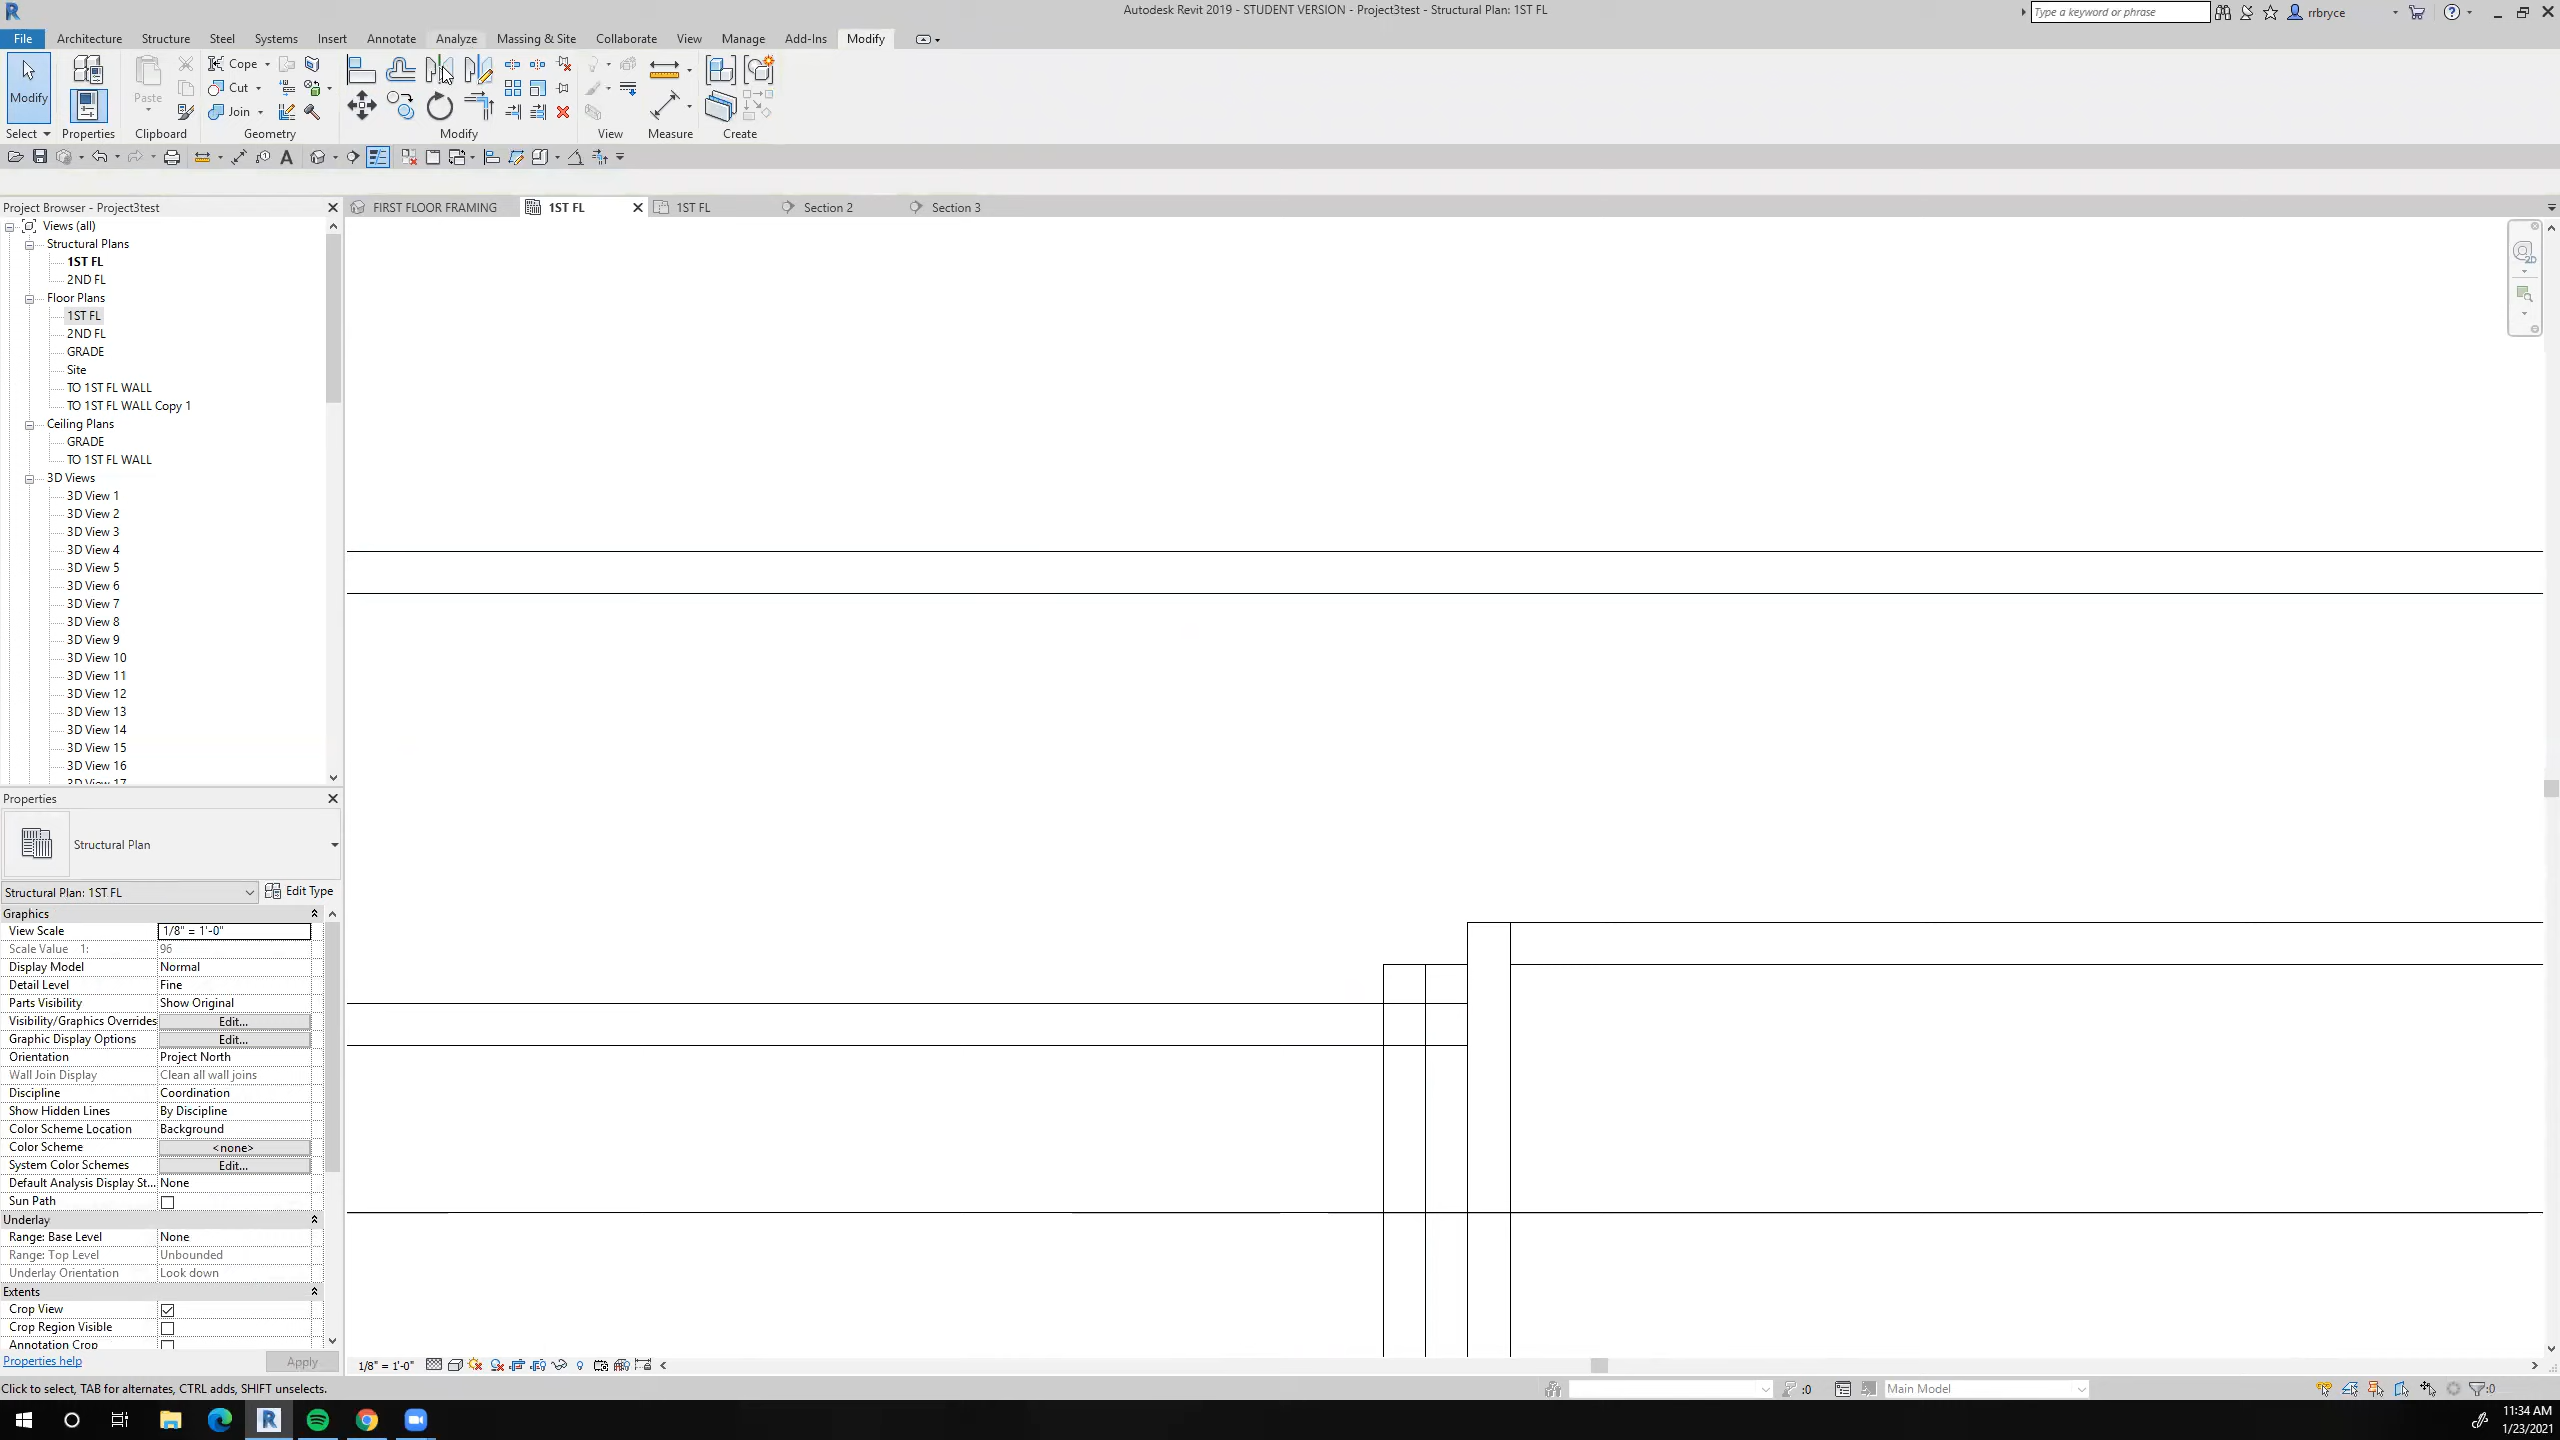 Autodesk Revit 2019 - STUDENT VERSION - Project3test - Structural Plan: 1ST FL
Type a keyword or phrase
rrbryce
File Architecture Structure Steel Systems Insert Annotate Analyze Massing & Site Collaborate View Manage Add-Ins Modify
Modify
Paste
Cope
Cut
Join
Select Properties Clipboard Geometry Modify View Measure Create
Project Browser - Project3test
FIRST FLOOR FRAMING 1ST FL 1ST FL Section 2 Section 3
Views (all)
Structural Plans
1ST FL
2ND FL
Floor Plans
1ST FL
2ND FL
GRADE
Site
TO 1ST FL WALL
TO 1ST FL WALL Copy 1
Ceiling Plans
GRADE
TO 1ST FL WALL
3D Views
3D View 1
3D View 2
3D View 3
3D View 4
3D View 5
3D View 6
3D View 7
3D View 8
3D View 9
3D View 10
3D View 11
3D View 12
3D View 13
3D View 14
3D View 15
3D View 16
3D View 17
Properties
Structural Plan
Structural Plan: 1ST FL Edit Type
Graphics
View Scale 1/8" = 1'-0"
Scale Value 1: 96
Display Model Normal
Detail Level Fine
Parts Visibility Show Original
Visibility/Graphics Overrides Edit...
Graphic Display Options Edit...
Orientation Project North
Wall Join Display Clean all wall joins
Discipline Coordination
Show Hidden Lines By Discipline
Color Scheme Location Background
Color Scheme <none>
System Color Schemes Edit...
Default Analysis Display St... None
Sun Path
Underlay
Range: Base Level None
Range: Top Level Unbounded
Underlay Orientation Look down
Extents
Crop View
Crop Region Visible
Annotation Crop
Properties help Apply
1/8" = 1'-0"
Click to select, TAB for alternates, CTRL adds, SHIFT unselects.
:0
Main Model
:0
11:34 AM
1/23/2021